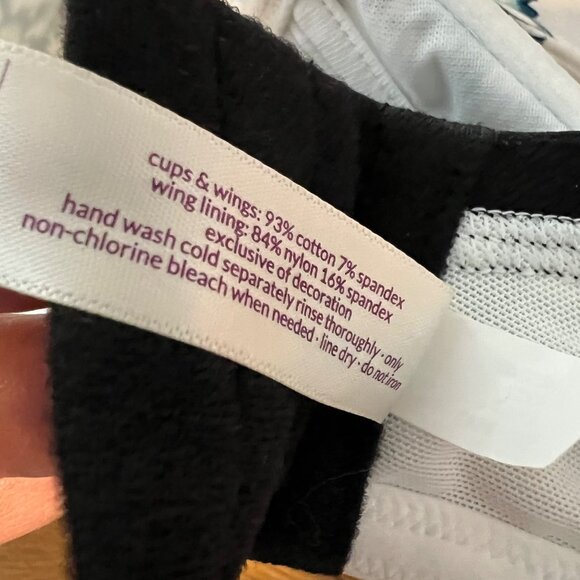 cups & wings: 93% cotton 7% spandex
wing lining: 84% nylon 16% spandex
exclusive of decoration
hand wash cold separately rinse thoroughly · only
non-chlorine bleach when needed · line dry · do not iron